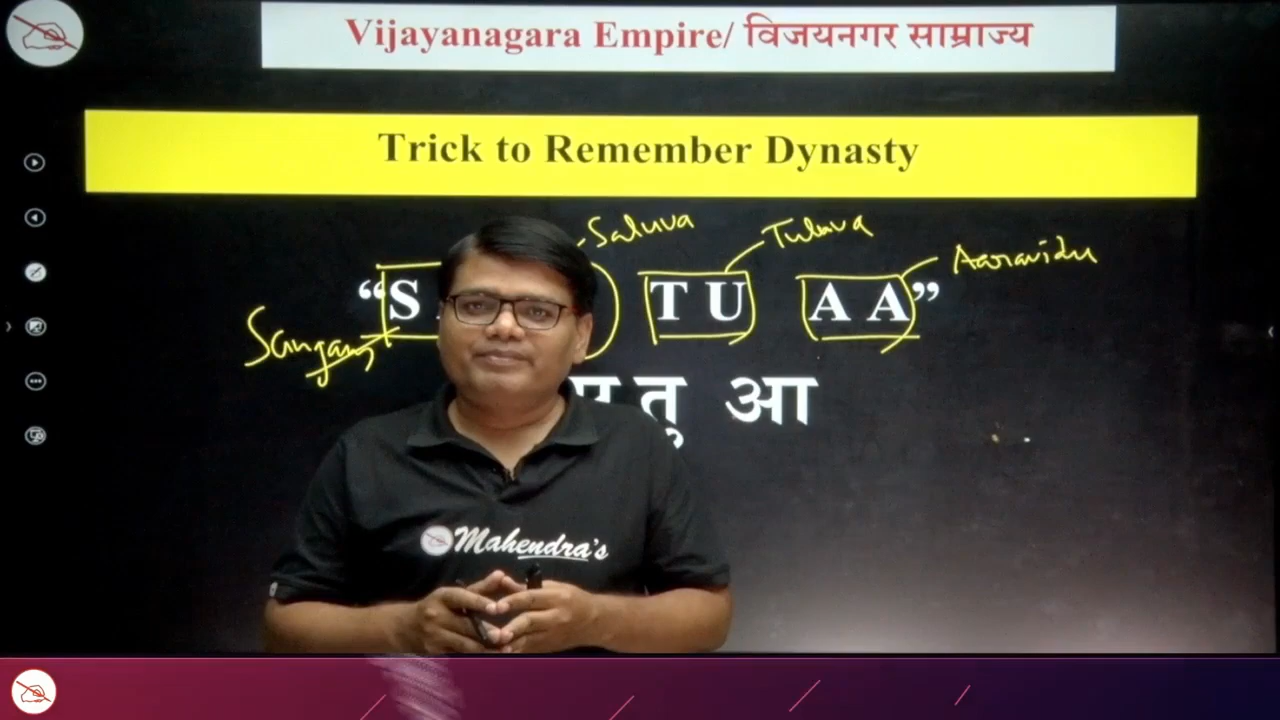 Vijayanagara Empire/ विजयनगर साम्राज्य
Trick to Remember Dynasty
Saluva
Tuluva
Aaravidu
“S TU AA”
Sangam
तू आ
Mahendra's